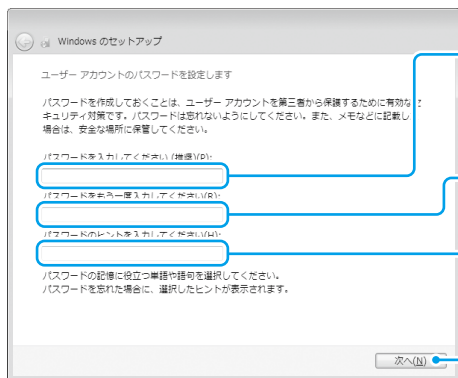 Windows のセットアップ
ユーザー アカウントのパスワードを設定します
パスワードを作成しておくことは、ユーザー アカウントを第三者から保護するために有効なセ
キュリティ対策です。パスワードは忘れないようにしてください。また、メモなどに記載し
場合は、安全な場所に保管してください。
パスワードを入力してください (推奨)(P):
パスワードをもう一度入力してください(R):
パスワードのヒントを入力してください(H):
パスワードの記憶に役立つ単語や語句を選択してください。
パスワードを忘れた場合に、選択したヒントが表示されます。
次へ(N)